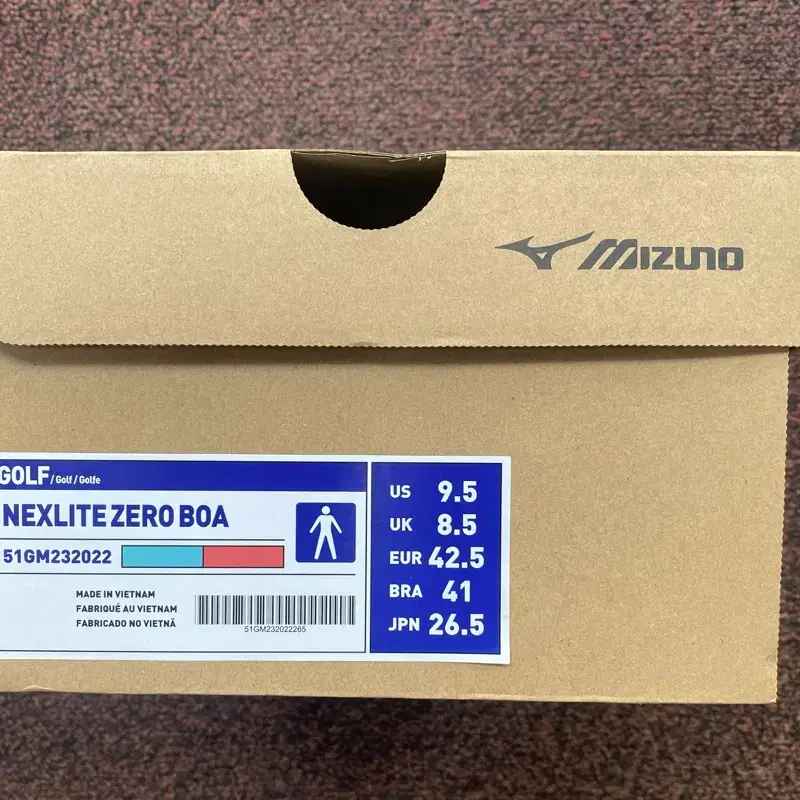 MIZUNO
GOLF / Golf / Golfe
NEXLITE ZERO BOA
51GM232022
MADE IN VIETNAM
FABRIQUÉ AU VIETNAM
FABRICADO NO VIETNÃ
51GM232022265
US 9.5
UK 8.5
EUR 42.5
BRA 41
JPN 26.5